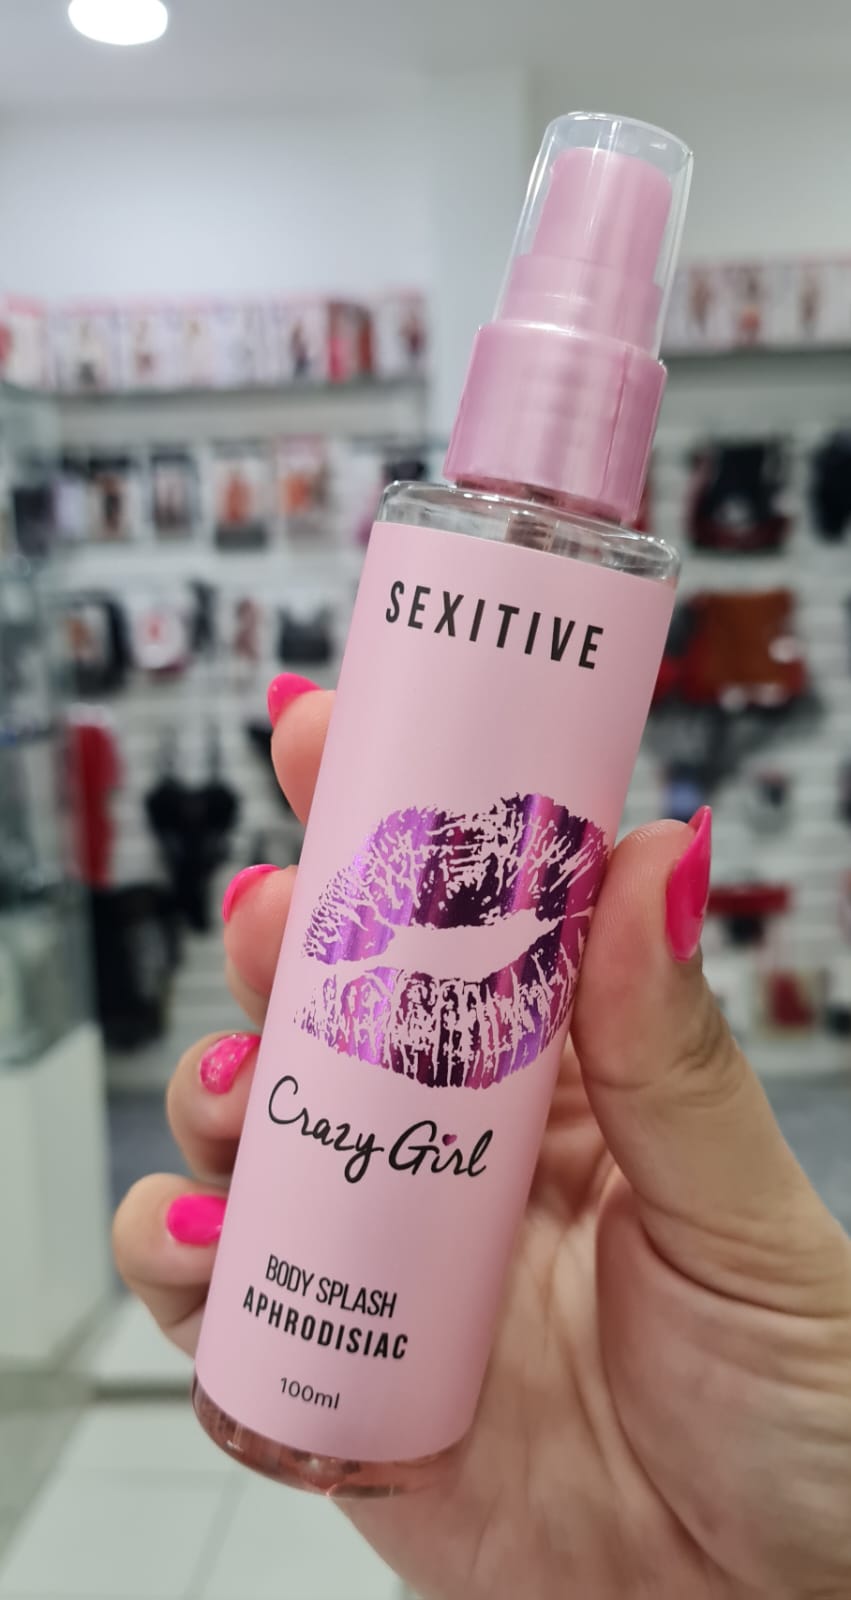 SEXITIVE
Crazy Girl
BODY SPLASH
APHRODISIAC
100ml